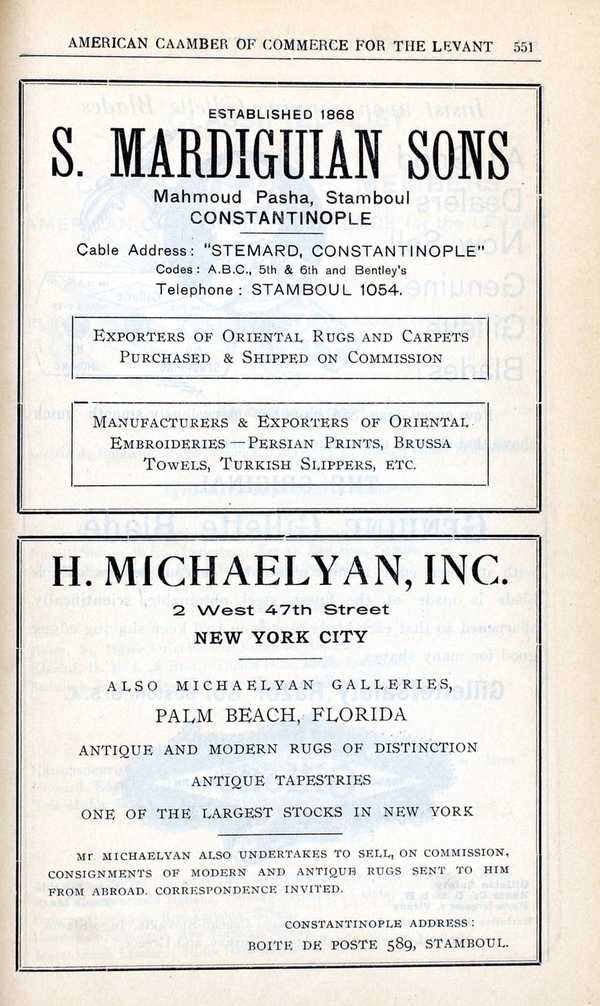 AMERICAN CAAMBER OF COMMERCE FOR THE LEVANT 551
ESTABLISHED 1868
S. MARDIGUIAN SONS
Mahmoud Pasha, Stamboul
CONSTANTINOPLE
Cable Address: "STEMARD, CONSTANTINOPLE"
Codes: A.B.C., 5th & 6th and Bentley's
Telephone: STAMBOUL 1054.
EXPORTERS OF ORIENTAL RUGS AND CARPETS
PURCHASED & SHIPPED ON COMMISSION
MANUFACTURERS & EXPORTERS OF ORIENTAL
EMBROIDERIES — PERSIAN PRINTS, BRUSSA
TOWELS, TURKISH SLIPPERS, ETC.
H. MICHAELYAN, INC.
2 West 47th Street
NEW YORK CITY
ALSO MICHAELYAN GALLERIES,
PALM BEACH, FLORIDA
ANTIQUE AND MODERN RUGS OF DISTINCTION
ANTIQUE TAPESTRIES
ONE OF THE LARGEST STOCKS IN NEW YORK
Mr. MICHAELYAN ALSO UNDERTAKES TO SELL, ON COMMISSION,
CONSIGNMENTS OF MODERN AND ANTIQUE RUGS SENT TO HIM
FROM ABROAD. CORRESPONDENCE INVITED.
CONSTANTINOPLE ADDRESS:
BOITE DE POSTE 589, STAMBOUL.